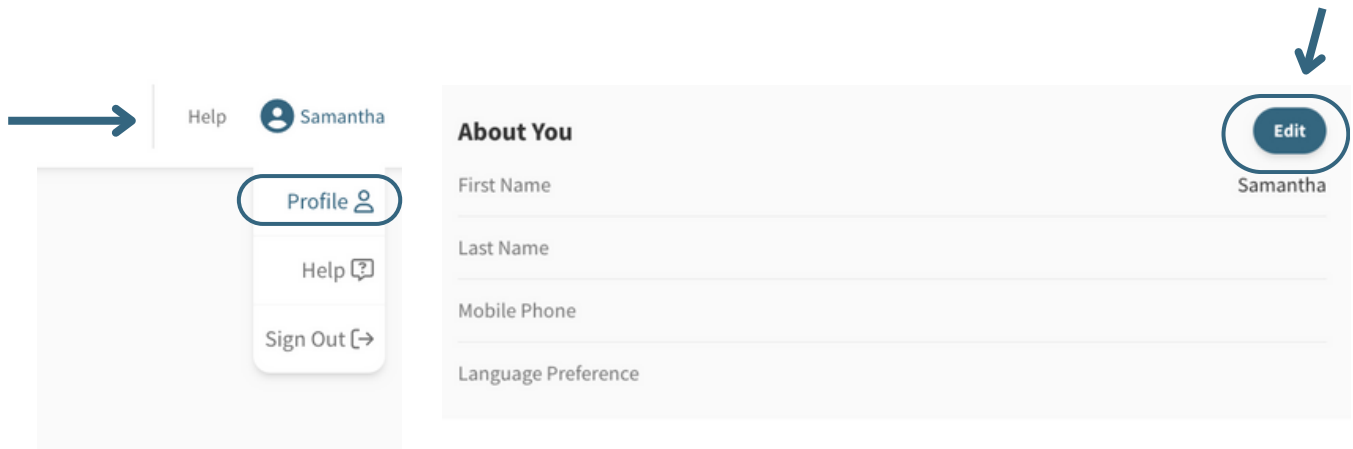 Help Samantha
Profile
Help
Sign Out
About You
Edit
First Name Samantha
Last Name
Mobile Phone
Language Preference